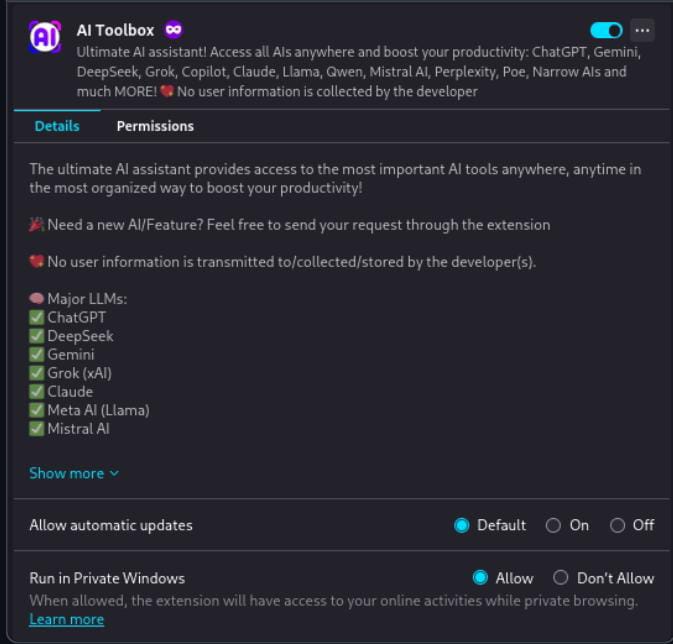 AI
AI Toolbox
Ultimate AI assistant! Access all AIs anywhere and boost your productivity: ChatGPT, Gemini,
DeepSeek, Grok, Copilot, Claude, Llama, Qwen, Mistral AI, Perplexity, Poe, Narrow AIs and
much MORE! 💖 No user information is collected by the developer
Details Permissions
The ultimate AI assistant provides access to the most important AI tools anywhere, anytime in
the most organized way to boost your productivity!
🎉 Need a new AI/Feature? Feel free to send your request through the extension
💖 No user information is transmitted to/collected/stored by the developer(s).
🧠 Major LLMs:
✅ ChatGPT
✅ DeepSeek
✅ Gemini
✅ Grok (xAI)
✅ Claude
✅ Meta AI (Llama)
✅ Mistral AI
Show more
Allow automatic updates Default On Off
Run in Private Windows Allow Don't Allow
When allowed, the extension will have access to your online activities while private browsing.
Learn more